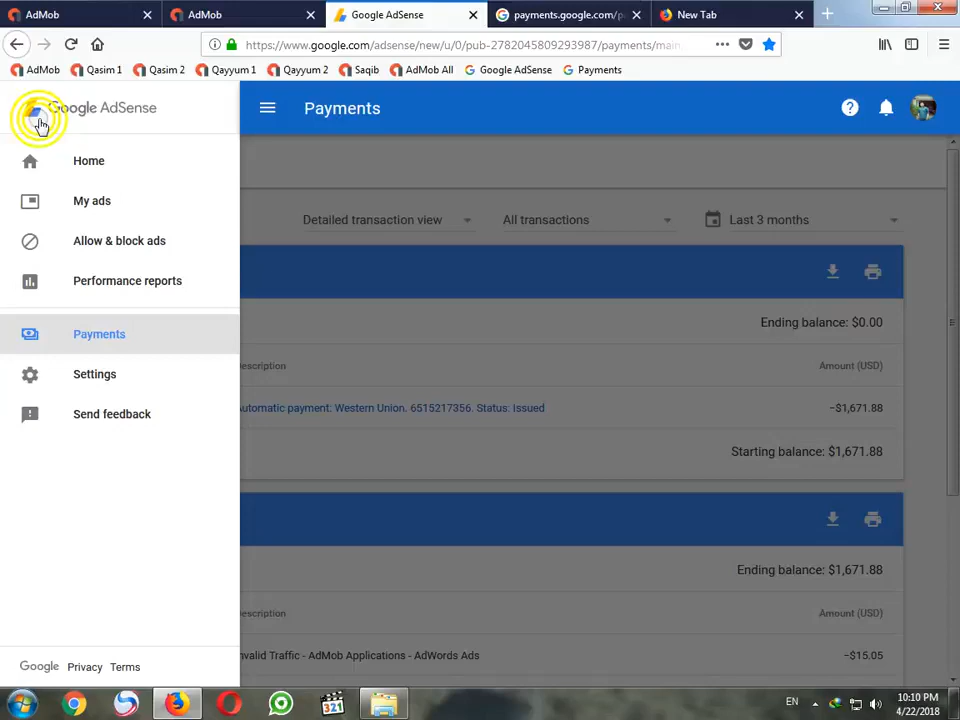 AdMob
AdMob
Google AdSense
payments.google.com/p
New Tab
https://www.google.com/adsense/new/u/0/pub-2782045809293987/payments/main
AdMob
Qasim 1
Qasim 2
Qayyum 1
Qayyum 2
Saqib
AdMob All
Google AdSense
Payments
Google AdSense
Payments
Home
My ads
Allow & block ads
Performance reports
Payments
Settings
Send feedback
Detailed transaction view
All transactions
Last 3 months
Ending balance: $0.00
escription
Amount (USD)
utomatic payment: Western Union. 6515217356. Status: Issued
−$1,671.88
Starting balance: $1,671.88
Ending balance: $1,671.88
escription
Amount (USD)
nvalid Traffic - AdMob Applications - AdWords Ads
−$15.05
Google
Privacy
Terms
321
EN
10:10 PM
4/22/2018